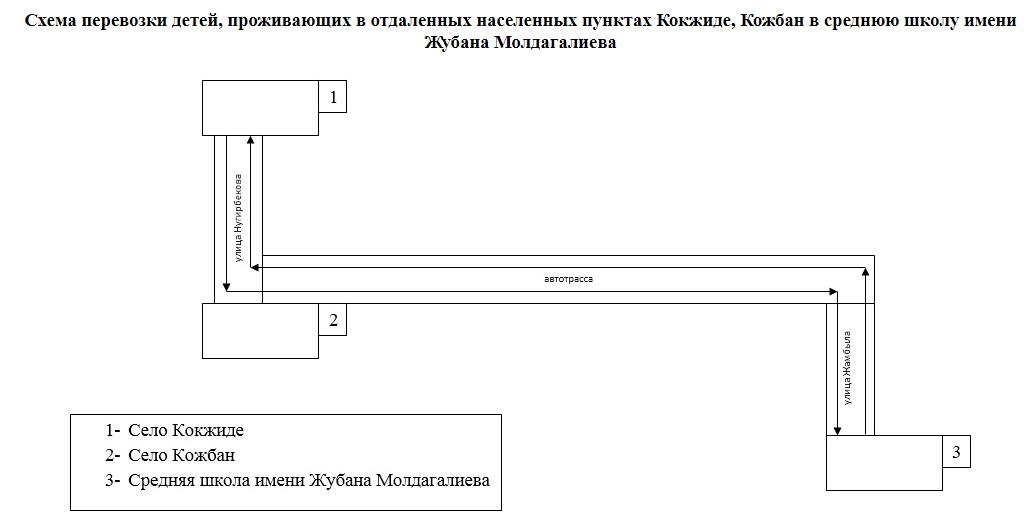 Схема перевозки детей, проживающих в отдаленных населенных пунктах Кокжиде, Кожбан в среднюю школу имени
Жубана Молдагалиева
1
улица Нугирбекова
автотрасса
2
улица Жамбыла
1- Село Кокжиде
2- Село Кожбан
3- Средняя школа имени Жубана Молдагалиева
3